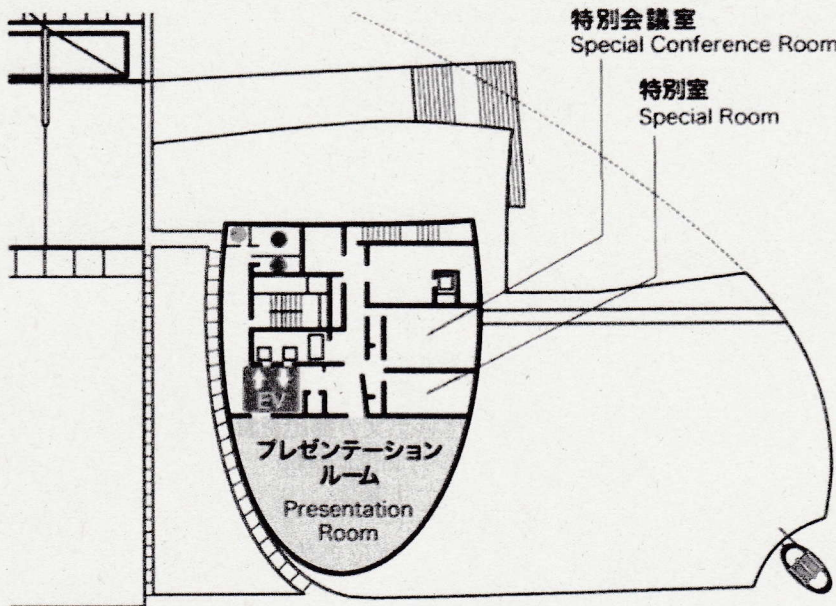 特別会議室
Special Conference Room
特別室
Special Room
EV
プレゼンテーション
ルーム
Presentation
Room